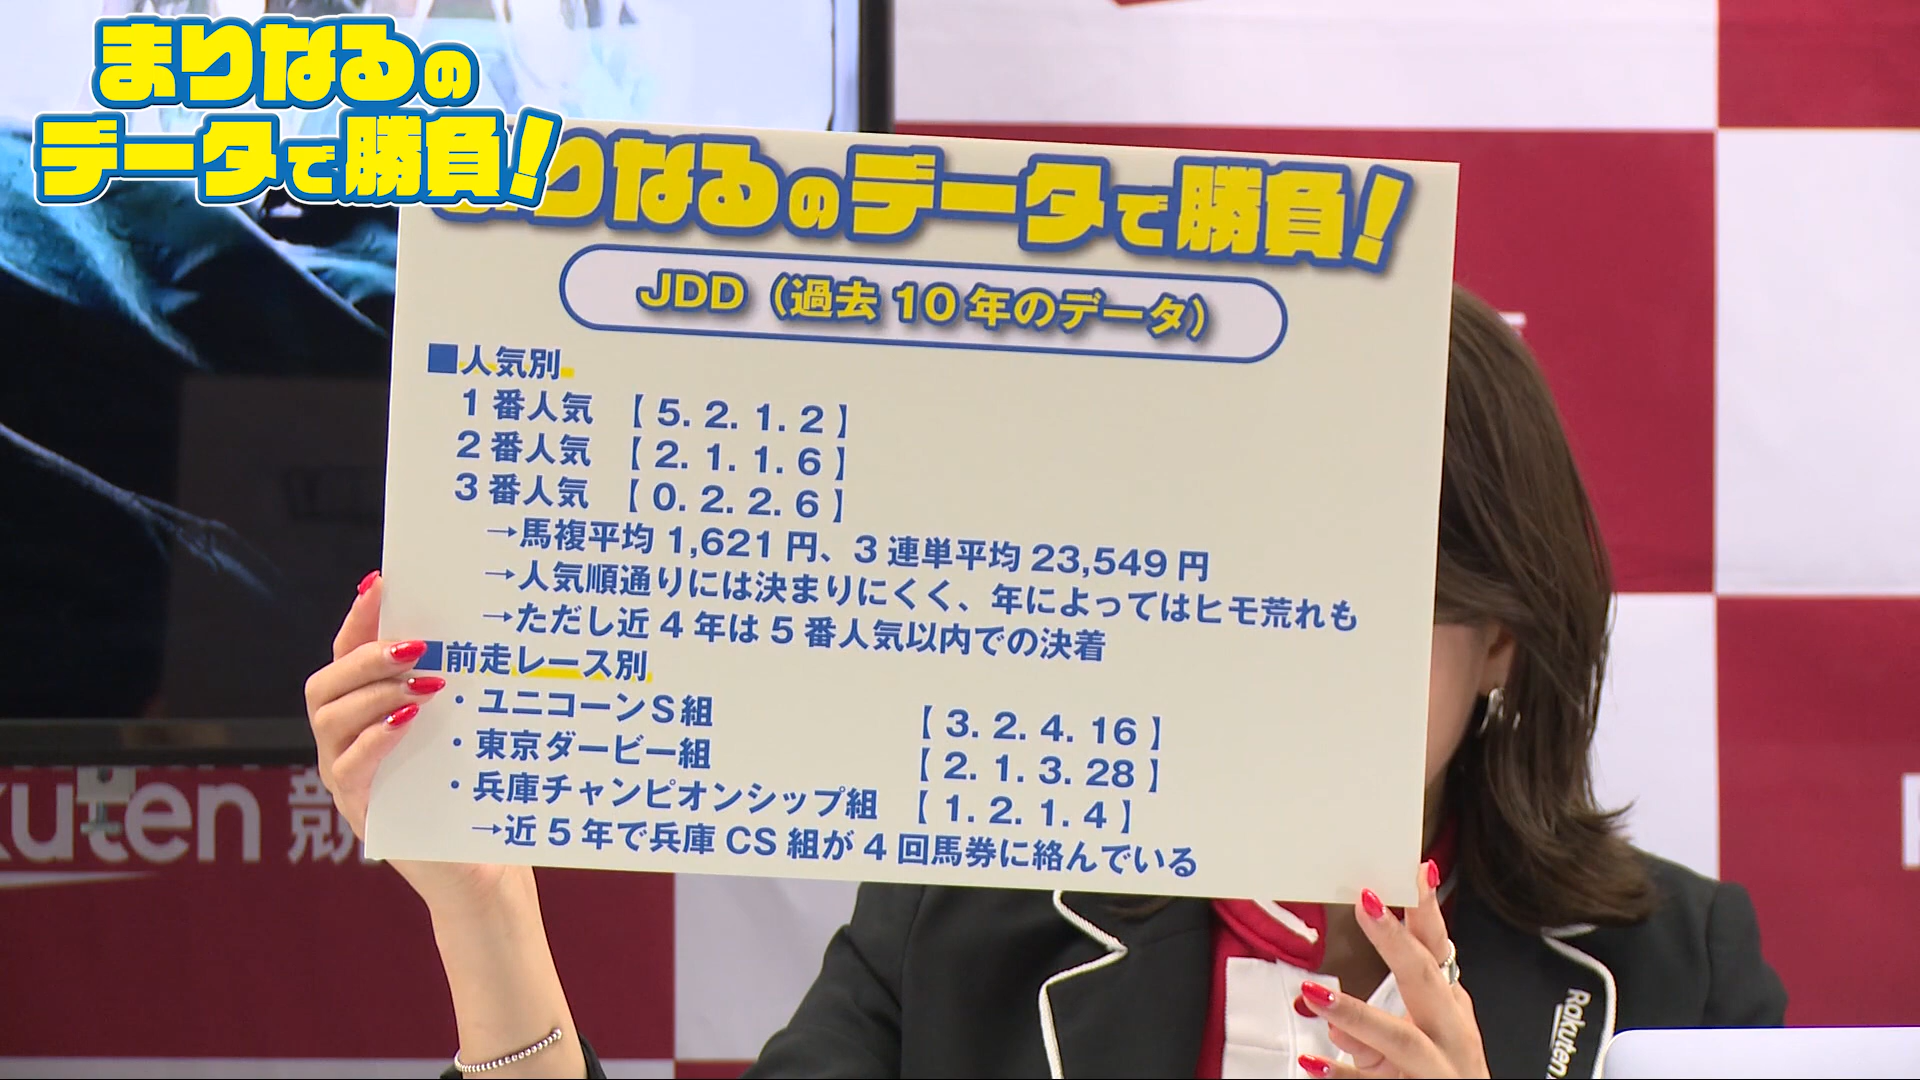 まりなるの
データで勝負!
まりなるのデータで勝負!
JDD（過去10年のデータ）
■人気別
1番人気 【5. 2. 1. 2】
2番人気 【2. 1. 1. 6】
3番人気 【0. 2. 2. 6】
→馬複平均1,621円、3連単平均23,549円
→人気順通りには決まりにくく、年によってはヒモ荒れも
→ただし近4年は5番人気以内での決着
■前走レース別
・ユニコーンS組 【3. 2. 4. 16】
・東京ダービー組 【2. 1. 3. 28】
・兵庫チャンピオンシップ組 【1. 2. 1. 4】
→近5年で兵庫CS組が4回馬券に絡んでいる
kuten 競
Rakuten